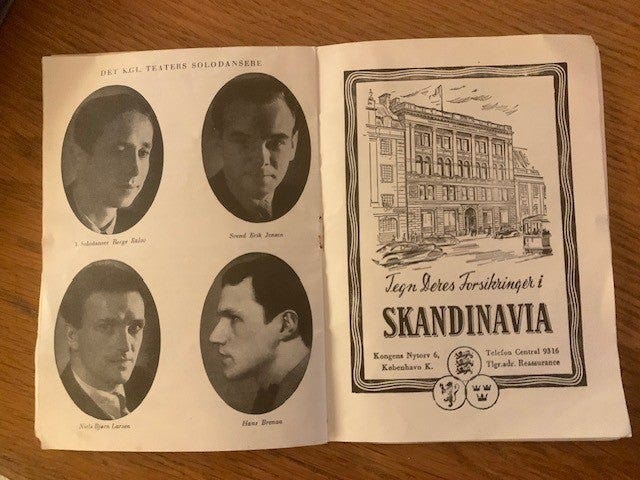 DET KGL. TEATERS SOLODANSERE
1. Solodanser Børge Ralov
Svend Erik Jensen
Niels Bjørn Larsen
Hans Brenaa
Tegn Deres Forsikringer i
SKANDINAVIA
Kongens Nytorv 6,
København K.
Telefon Central 9316
Tlgr.adr. Reassurance